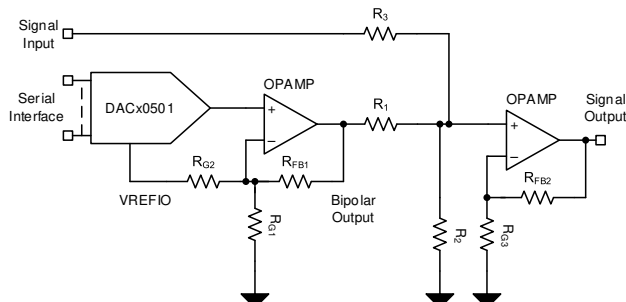 Signal
Input
R3
OPAMP
OPAMP
Signal
Output
Serial
Interface
DACx0501
+
−
R1
+
−
RG2
RFB1
RFB2
VREFIO
RG1
Bipolar
Output
R2
RG3